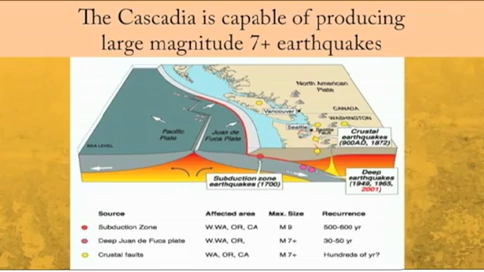 The Cascadia is capable of producing
large magnitude 7+ earthquakes
North American
Plate
CANADA
Vancouver
WASHINGTON
Seattle
Seattle
Fault
Crustal
earthquakes
(900AD, 1872)
Pacific
Plate
Juan de
Fuca Plate
SEA LEVEL
Subduction zone
earthquakes (1700)
Deep
earthquakes
(1949, 1965,
2001)
Source Affected area Max. Size Recurrence
Subduction Zone W.WA, OR, CA M 9 500-600 yr
Deep Juan de Fuca plate W.WA, OR, M 7+ 30-50 yr
Crustal faults WA, OR, CA M 7+ Hundreds of yr?